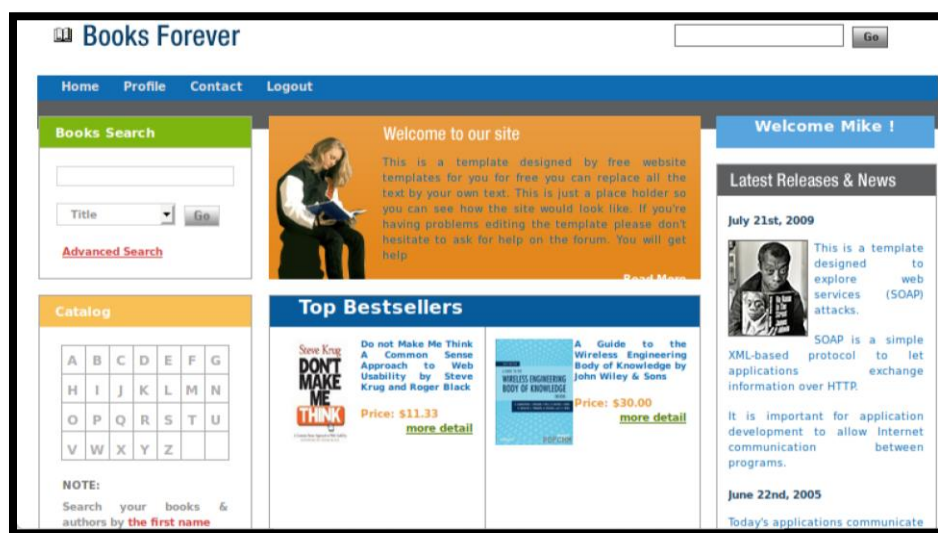 Books Forever
Go
Home Profile Contact Logout
Books Search
Title
Go
Advanced Search
Catalog
A B C D E F G
H I J K L M N
O P Q R S T U
V W X Y Z
NOTE:
Search your books &
authors by the first name
Welcome to our site
This is a template designed by free website
templates for you for free you can replace all the
text by your own text. This is just a place holder so
you can see how the site would look like. If you're
having problems editing the template please don't
hesitate to ask for help on the forum. You will get
help
Read More
Top Bestsellers
Steve Krug
DON'T
MAKE
ME
THINK
Do not Make Me Think
A Common Sense
Approach to Web
Usability by Steve
Krug and Roger Black
Price: $11.33
more detail
WIRELESS ENGINEERING
BODY OF KNOWLEDGE
A Guide to the
Wireless Engineering
Body of Knowledge by
John Wiley & Sons
Price: $30.00
more detail
Welcome Mike !
Latest Releases & News
July 21st, 2009
This is a template
designed to
explore web
services (SOAP)
attacks.
SOAP is a simple
XML-based protocol to let
applications exchange
information over HTTP.
It is important for application
development to allow Internet
communication between
programs.
June 22nd, 2005
Today's applications communicate